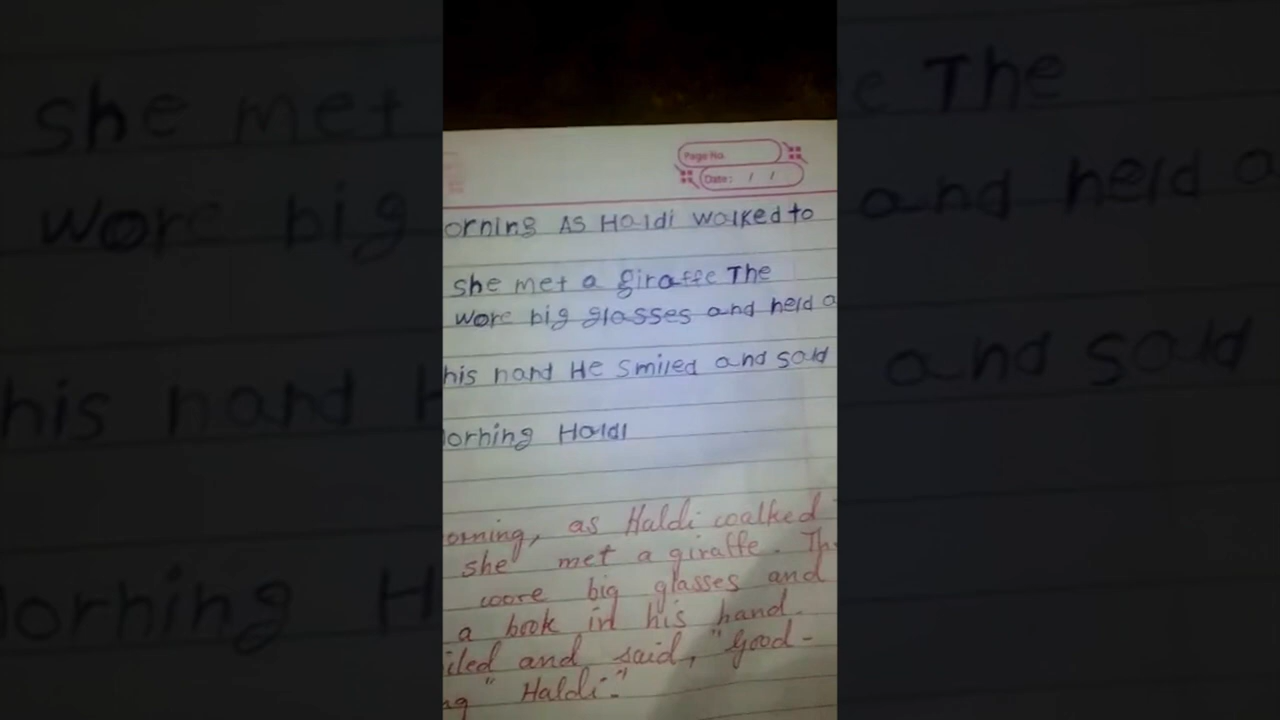 Page No.
Date: / /
orning AS Haldi walked to
she met a giraffe The
wore big glasses and held a
his hand He smiled and said
orning Haldi
orning, as Haldi walked
she met a giraffe. Th
wore big glasses and
a book in his hand.
iled and said, "Good-
ng" Haldi."